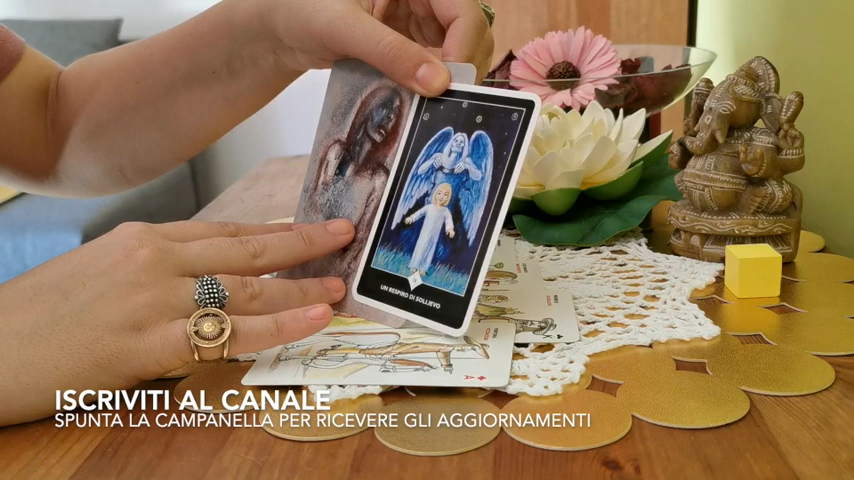 UN RESPIRO DI SOLLIEVO
ISCRIVITI AL CANALE
SPUNTA LA CAMPANELLA PER RICEVERE GLI AGGIORNAMENTI